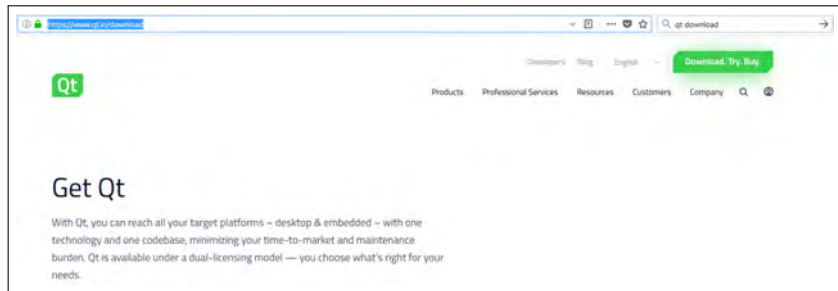 https://www.qt.io/download
qt download
Developers Blog English
Download. Try. Buy.
Qt
Products Professional Services Resources Customers Company
Get Qt
With Qt, you can reach all your target platforms – desktop & embedded – with one
technology and one codebase, minimizing your time-to-market and maintenance
burden. Qt is available under a dual-licensing model — you choose what's right for your
needs.